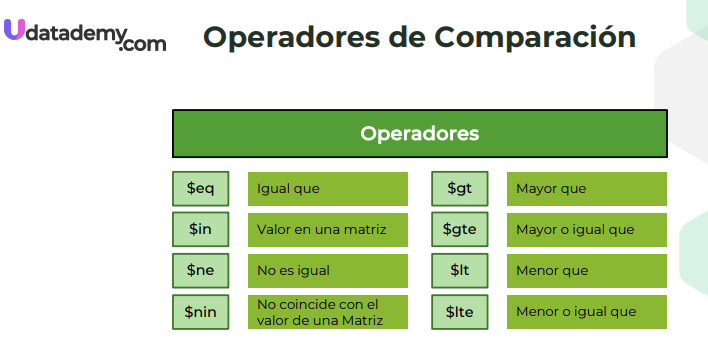 Udatademy
.com
Operadores de Comparación
Operadores
$eq Igual que $gt Mayor que
$in Valor en una matriz $gte Mayor o igual que
$ne No es igual $lt Menor que
$nin No coincide con el
valor de una Matriz $lte Menor o igual que